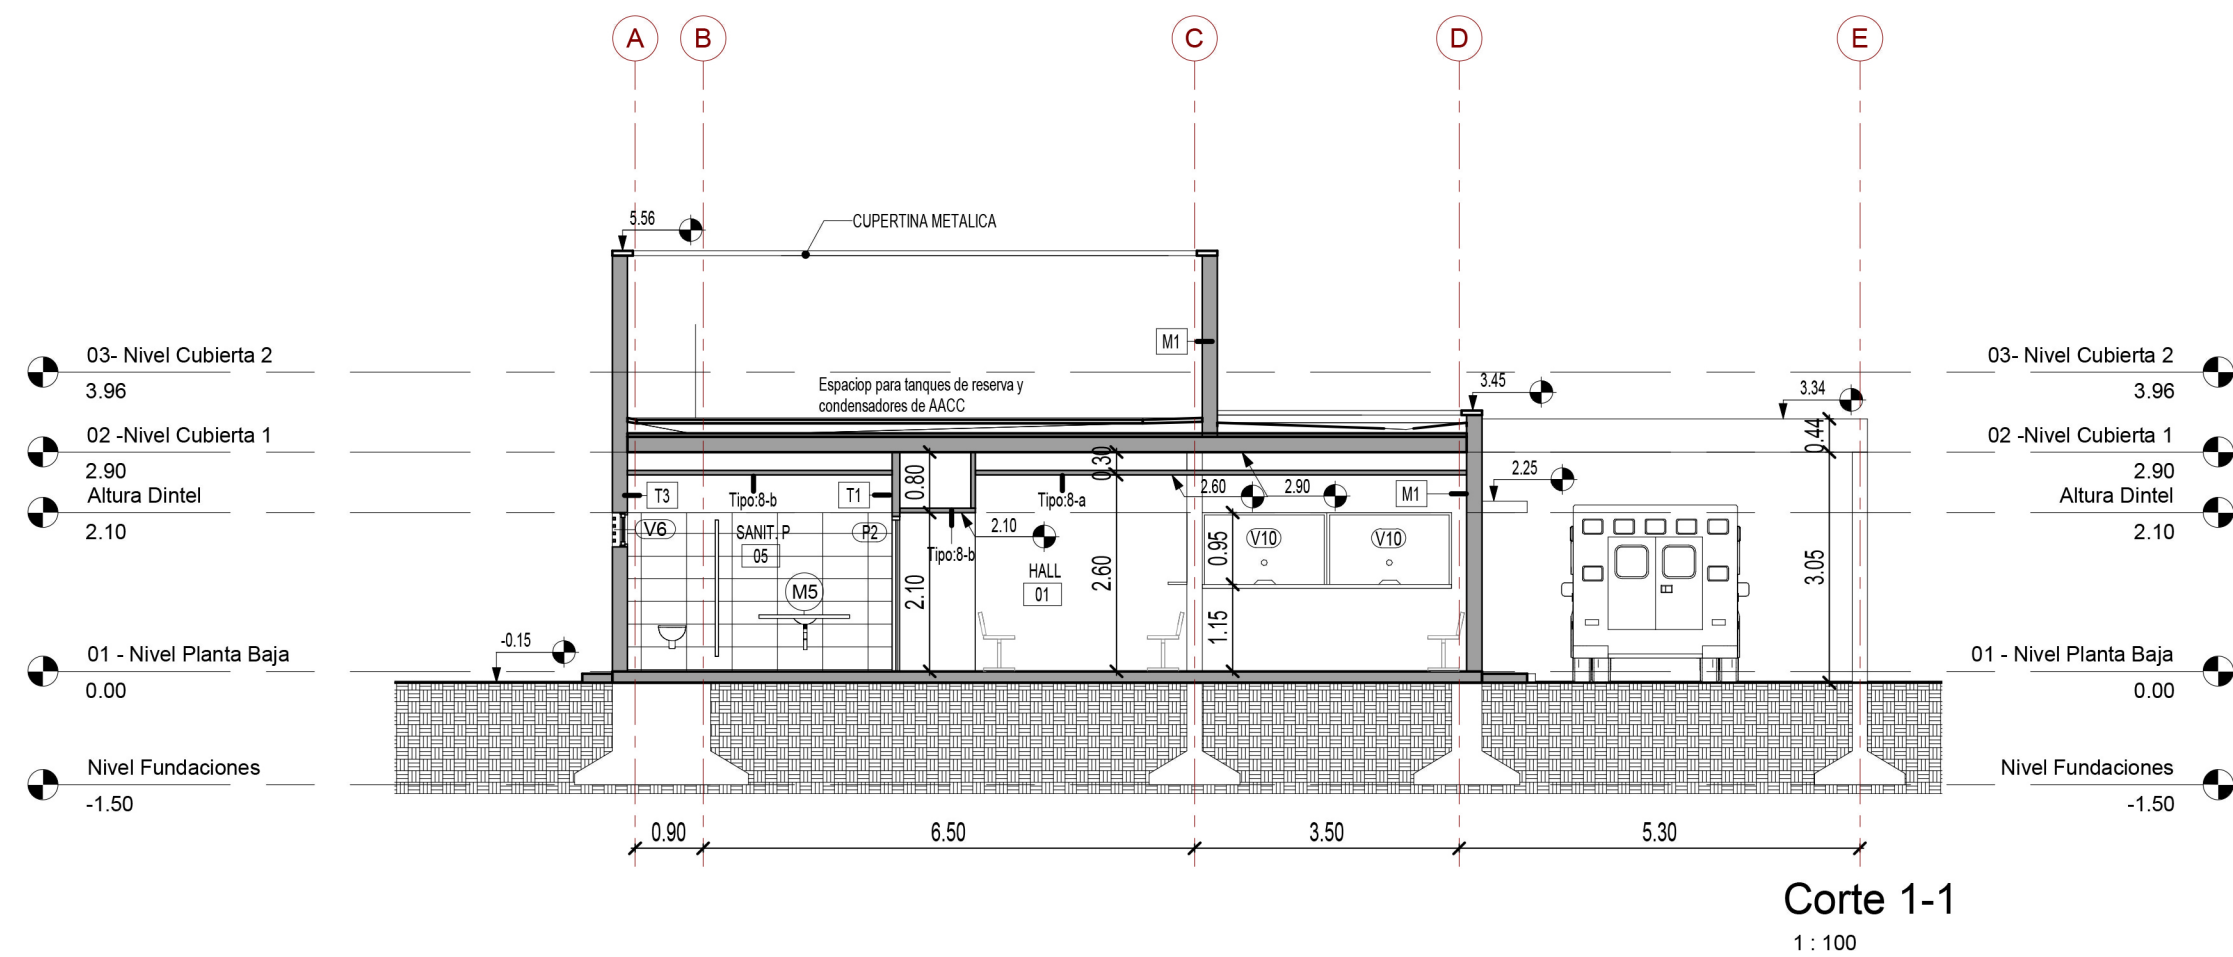 A B C D E
5.56
CUPERTINA METALICA
M1
03- Nivel Cubierta 2
3.96
03- Nivel Cubierta 2
3.96
Espaciop para tanques de reserva y
condensadores de AACC
3.45
3.34
02 -Nivel Cubierta 1
2.90
02 -Nivel Cubierta 1
2.90
0.44
0.80
0.30
2.25
2.60
2.90
T3
Tipo:8-b
T1
Tipo:8-a
M1
Altura Dintel
2.10
Altura Dintel
2.10
V6
SANIT. P
05
P2
2.10
Tipo:8-b
V10
V10
0.95
HALL
01
M5
2.10
2.60
1.15
3.05
-0.15
01 - Nivel Planta Baja
0.00
01 - Nivel Planta Baja
0.00
Nivel Fundaciones
-1.50
Nivel Fundaciones
-1.50
0.90 6.50 3.50 5.30
Corte 1-1
1 : 100